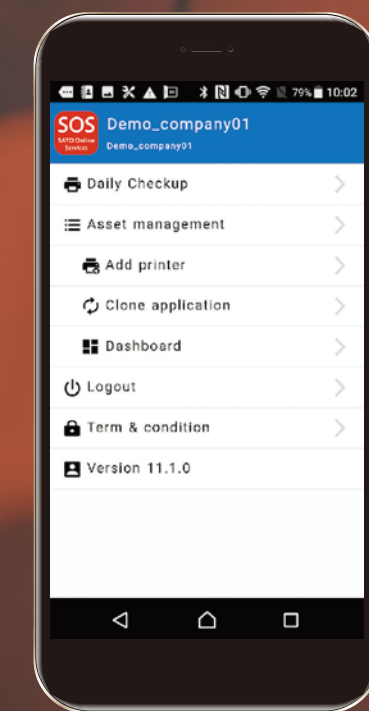 79% 10:02
SOS
SATO Online
Services
Demo_company01
Demo_company01
Daily Checkup
Asset management
Add printer
Clone application
Dashboard
Logout
Term & condition
Version 11.1.0